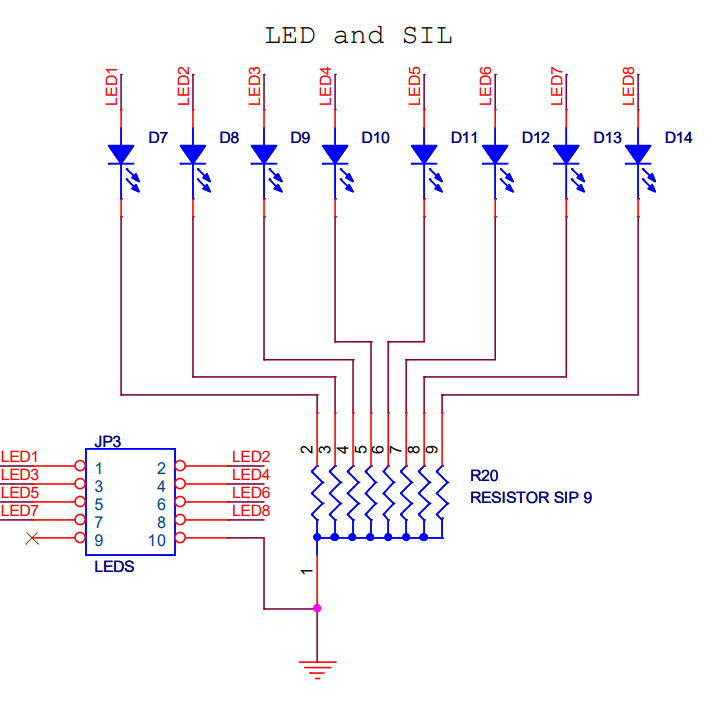 LED and SIL
LED1 LED2 LED3 LED4 LED5 LED6 LED7 LED8
D7 D8 D9 D10 D11 D12 D13 D14
2 3 4 5 6 7 8 9
JP3
LED1 1 2 LED2
LED3 3 4 LED4
LED5 5 6 LED6
LED7 7 8 LED8
9 10
LEDS
R20
RESISTOR SIP 9
1